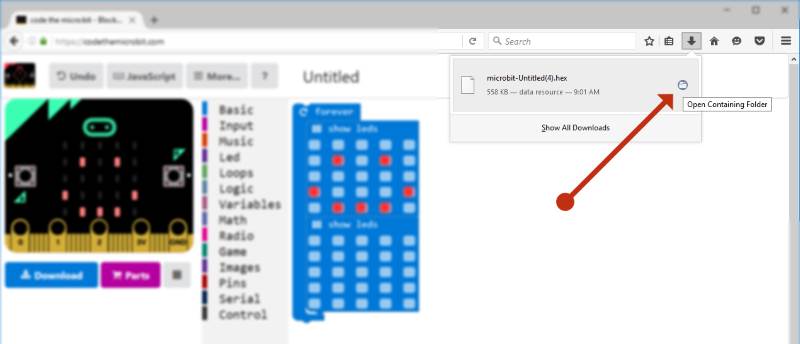 code the microbit - Block...
https://codethemicrobit.com
Search
microbit-Untitled(4).hex
558 KB — data resource — 9:01 AM
Open Containing Folder
Show All Downloads
Undo
JavaScript
More...
?
Untitled
Basic
Input
Music
Led
Loops
Logic
Variables
Math
Radio
Game
Images
Pins
Serial
Control
forever
show leds
show leds
0 1 2 3V GND
Download
Parts